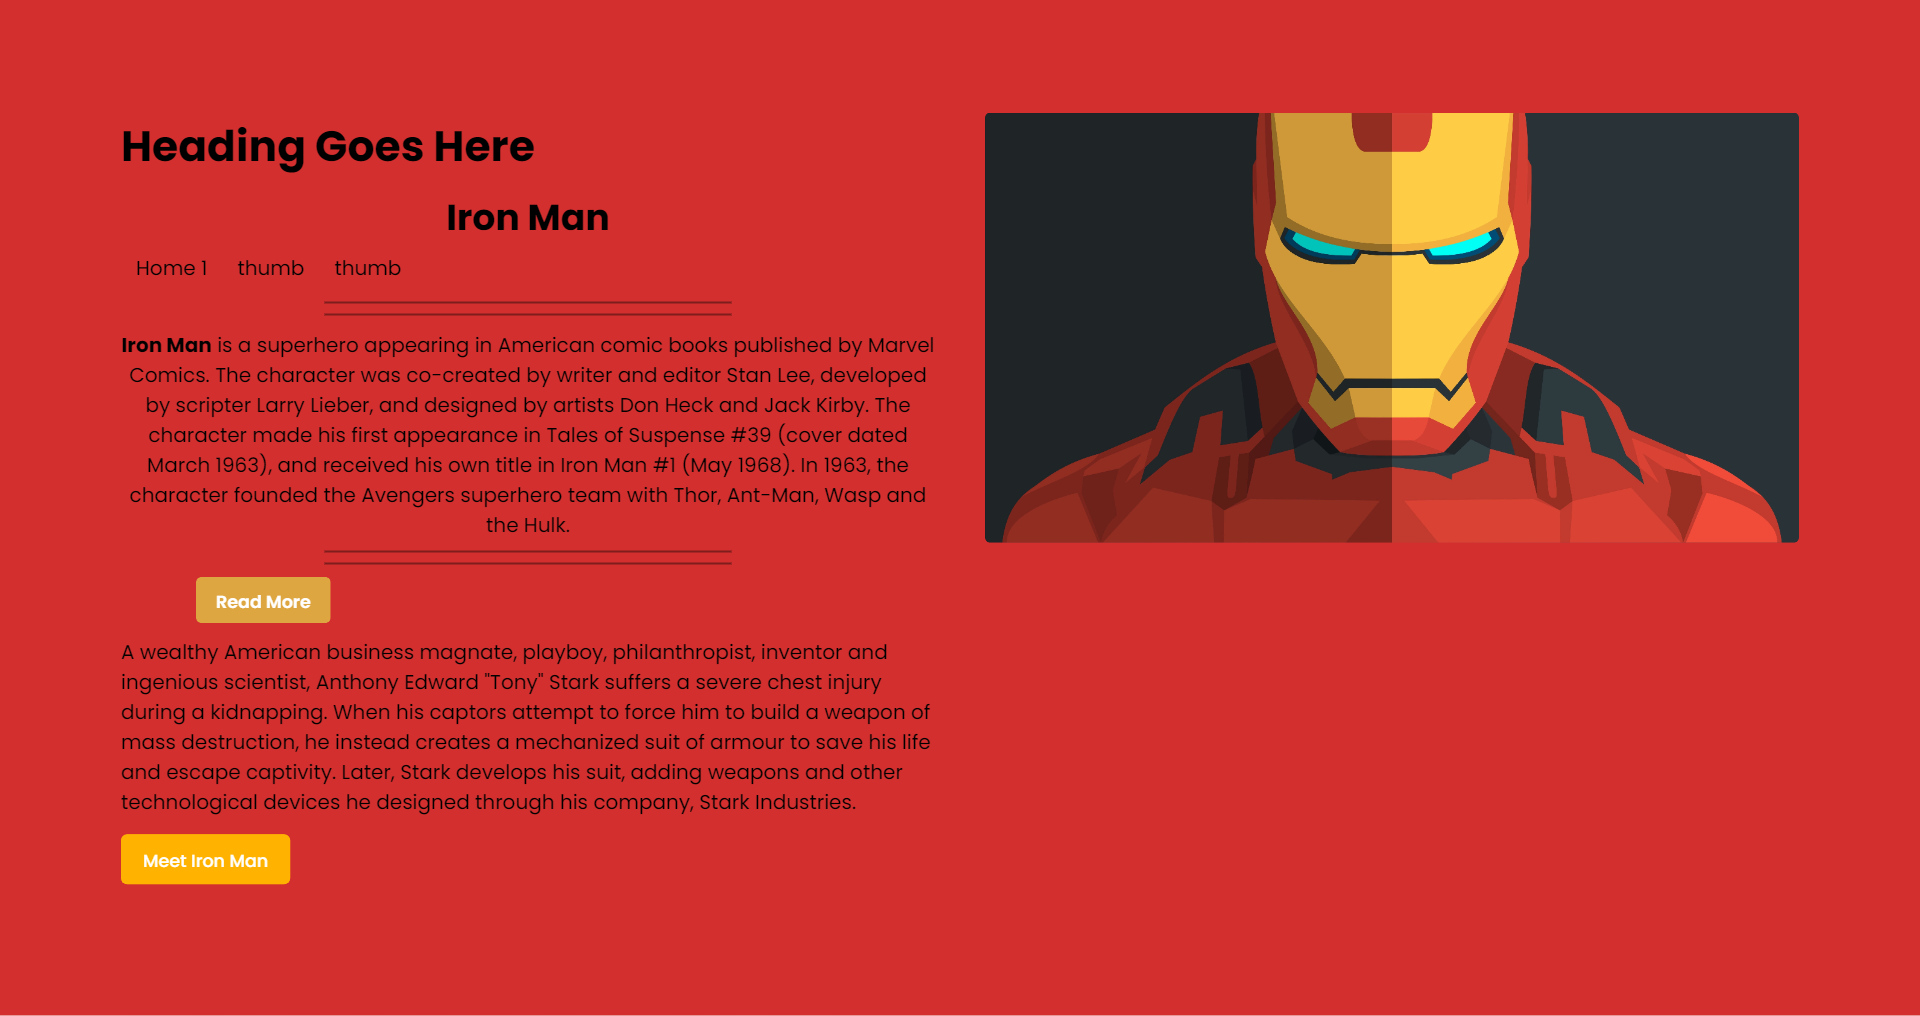 Heading Goes Here
Iron Man
Home 1 thumb thumb
Iron Man is a superhero appearing in American comic books published by Marvel
Comics. The character was co-created by writer and editor Stan Lee, developed
by scripter Larry Lieber, and designed by artists Don Heck and Jack Kirby. The
character made his first appearance in Tales of Suspense #39 (cover dated
March 1963), and received his own title in Iron Man #1 (May 1968). In 1963, the
character founded the Avengers superhero team with Thor, Ant-Man, Wasp and
the Hulk.
Read More
A wealthy American business magnate, playboy, philanthropist, inventor and
ingenious scientist, Anthony Edward "Tony" Stark suffers a severe chest injury
during a kidnapping. When his captors attempt to force him to build a weapon of
mass destruction, he instead creates a mechanized suit of armour to save his life
and escape captivity. Later, Stark develops his suit, adding weapons and other
technological devices he designed through his company, Stark Industries.
Meet Iron Man